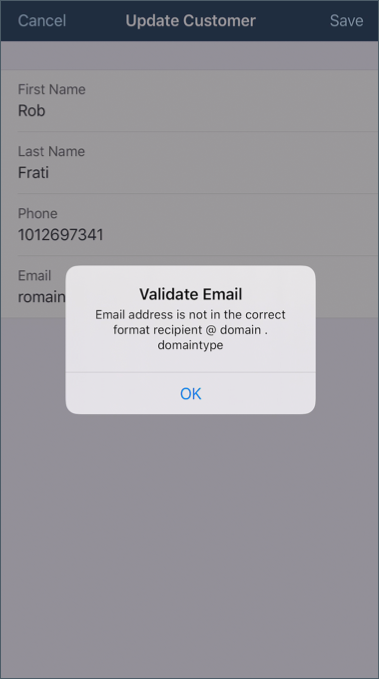 Cancel Update Customer Save
First Name
Rob
Last Name
Frati
Phone
1012697341
Email
romain
Validate Email
Email address is not in the correct
format recipient @ domain .
domaintype
OK